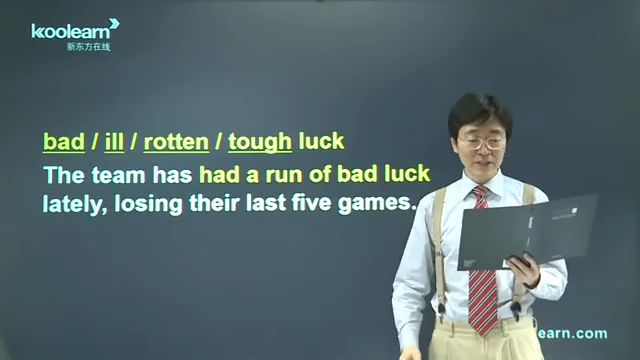 koolearn
新东方在线
bad / ill / rotten / tough luck
The team has had a run of bad luck
lately, losing their last five games.
learn.com